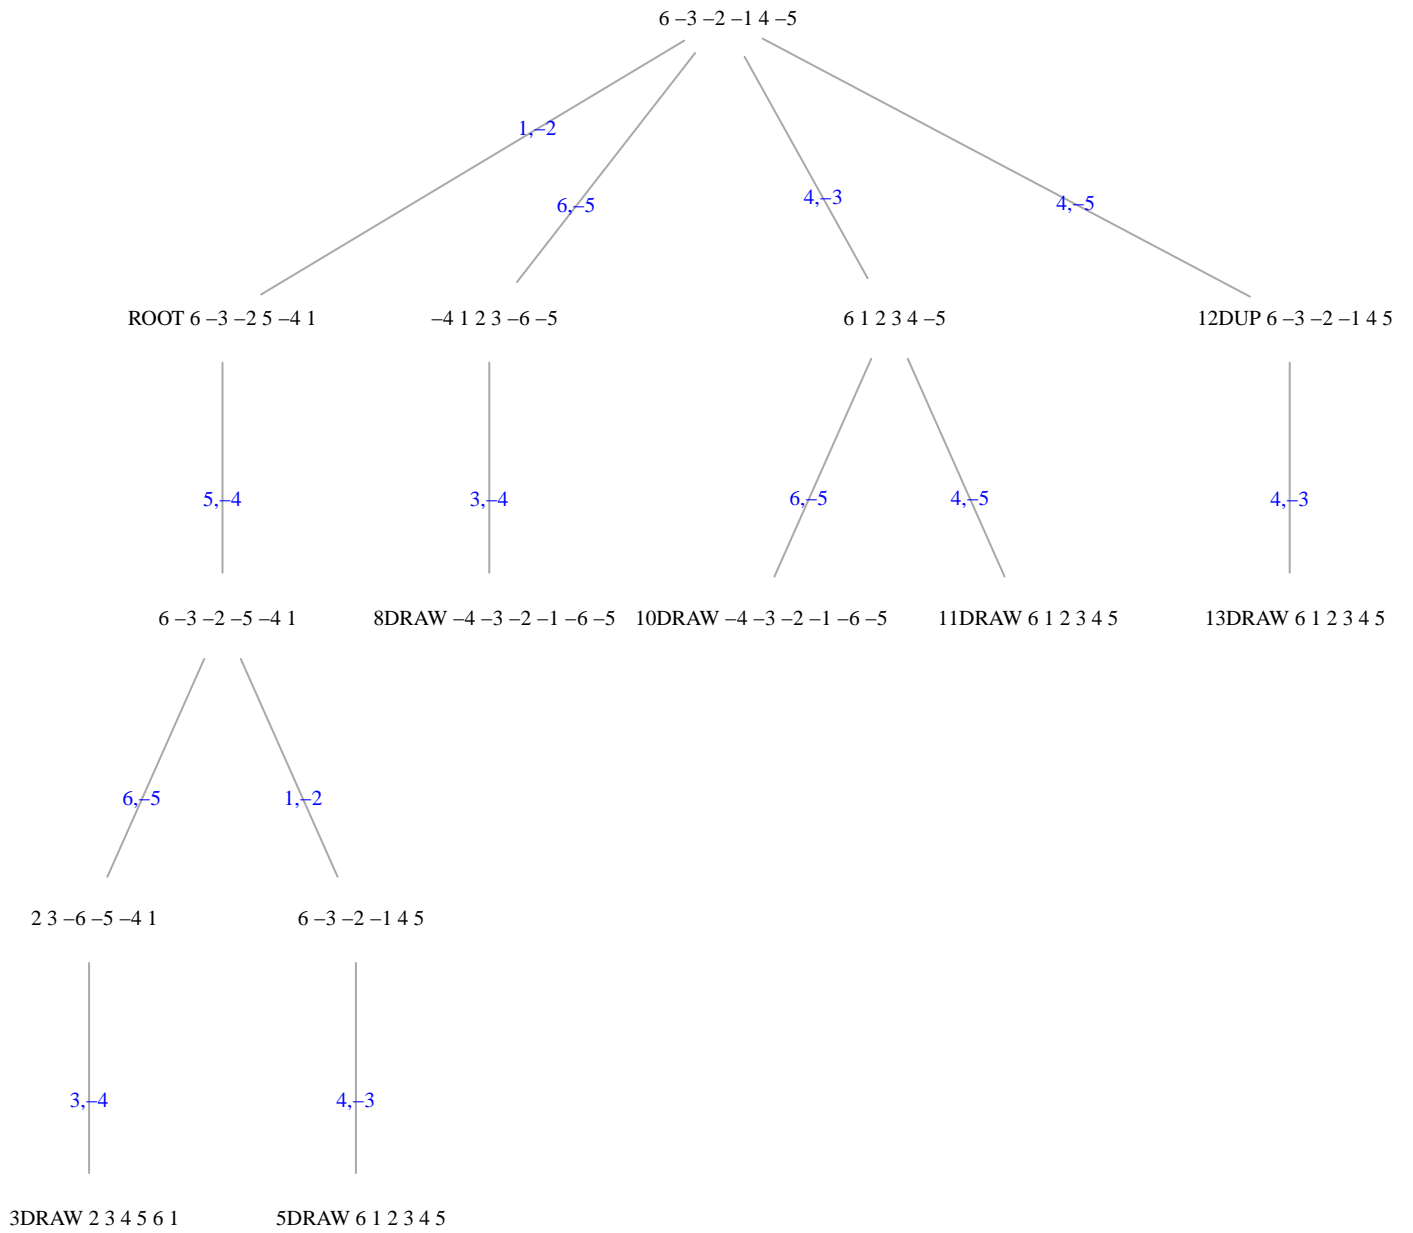 6 –3 –2 –1 4 –5
1,–2
6,–5
4,–3
4,–5
ROOT 6 –3 –2 5 –4 1
–4 1 2 3 –6 –5
6 1 2 3 4 –5
12DUP 6 –3 –2 –1 4 5
5,–4
3,–4
6,–5
4,–5
4,–3
6 –3 –2 –5 –4 1
8DRAW –4 –3 –2 –1 –6 –5
10DRAW –4 –3 –2 –1 –6 –5
11DRAW 6 1 2 3 4 5
13DRAW 6 1 2 3 4 5
6,–5
1,–2
2 3 –6 –5 –4 1
6 –3 –2 –1 4 5
3,–4
4,–3
3DRAW 2 3 4 5 6 1
5DRAW 6 1 2 3 4 5